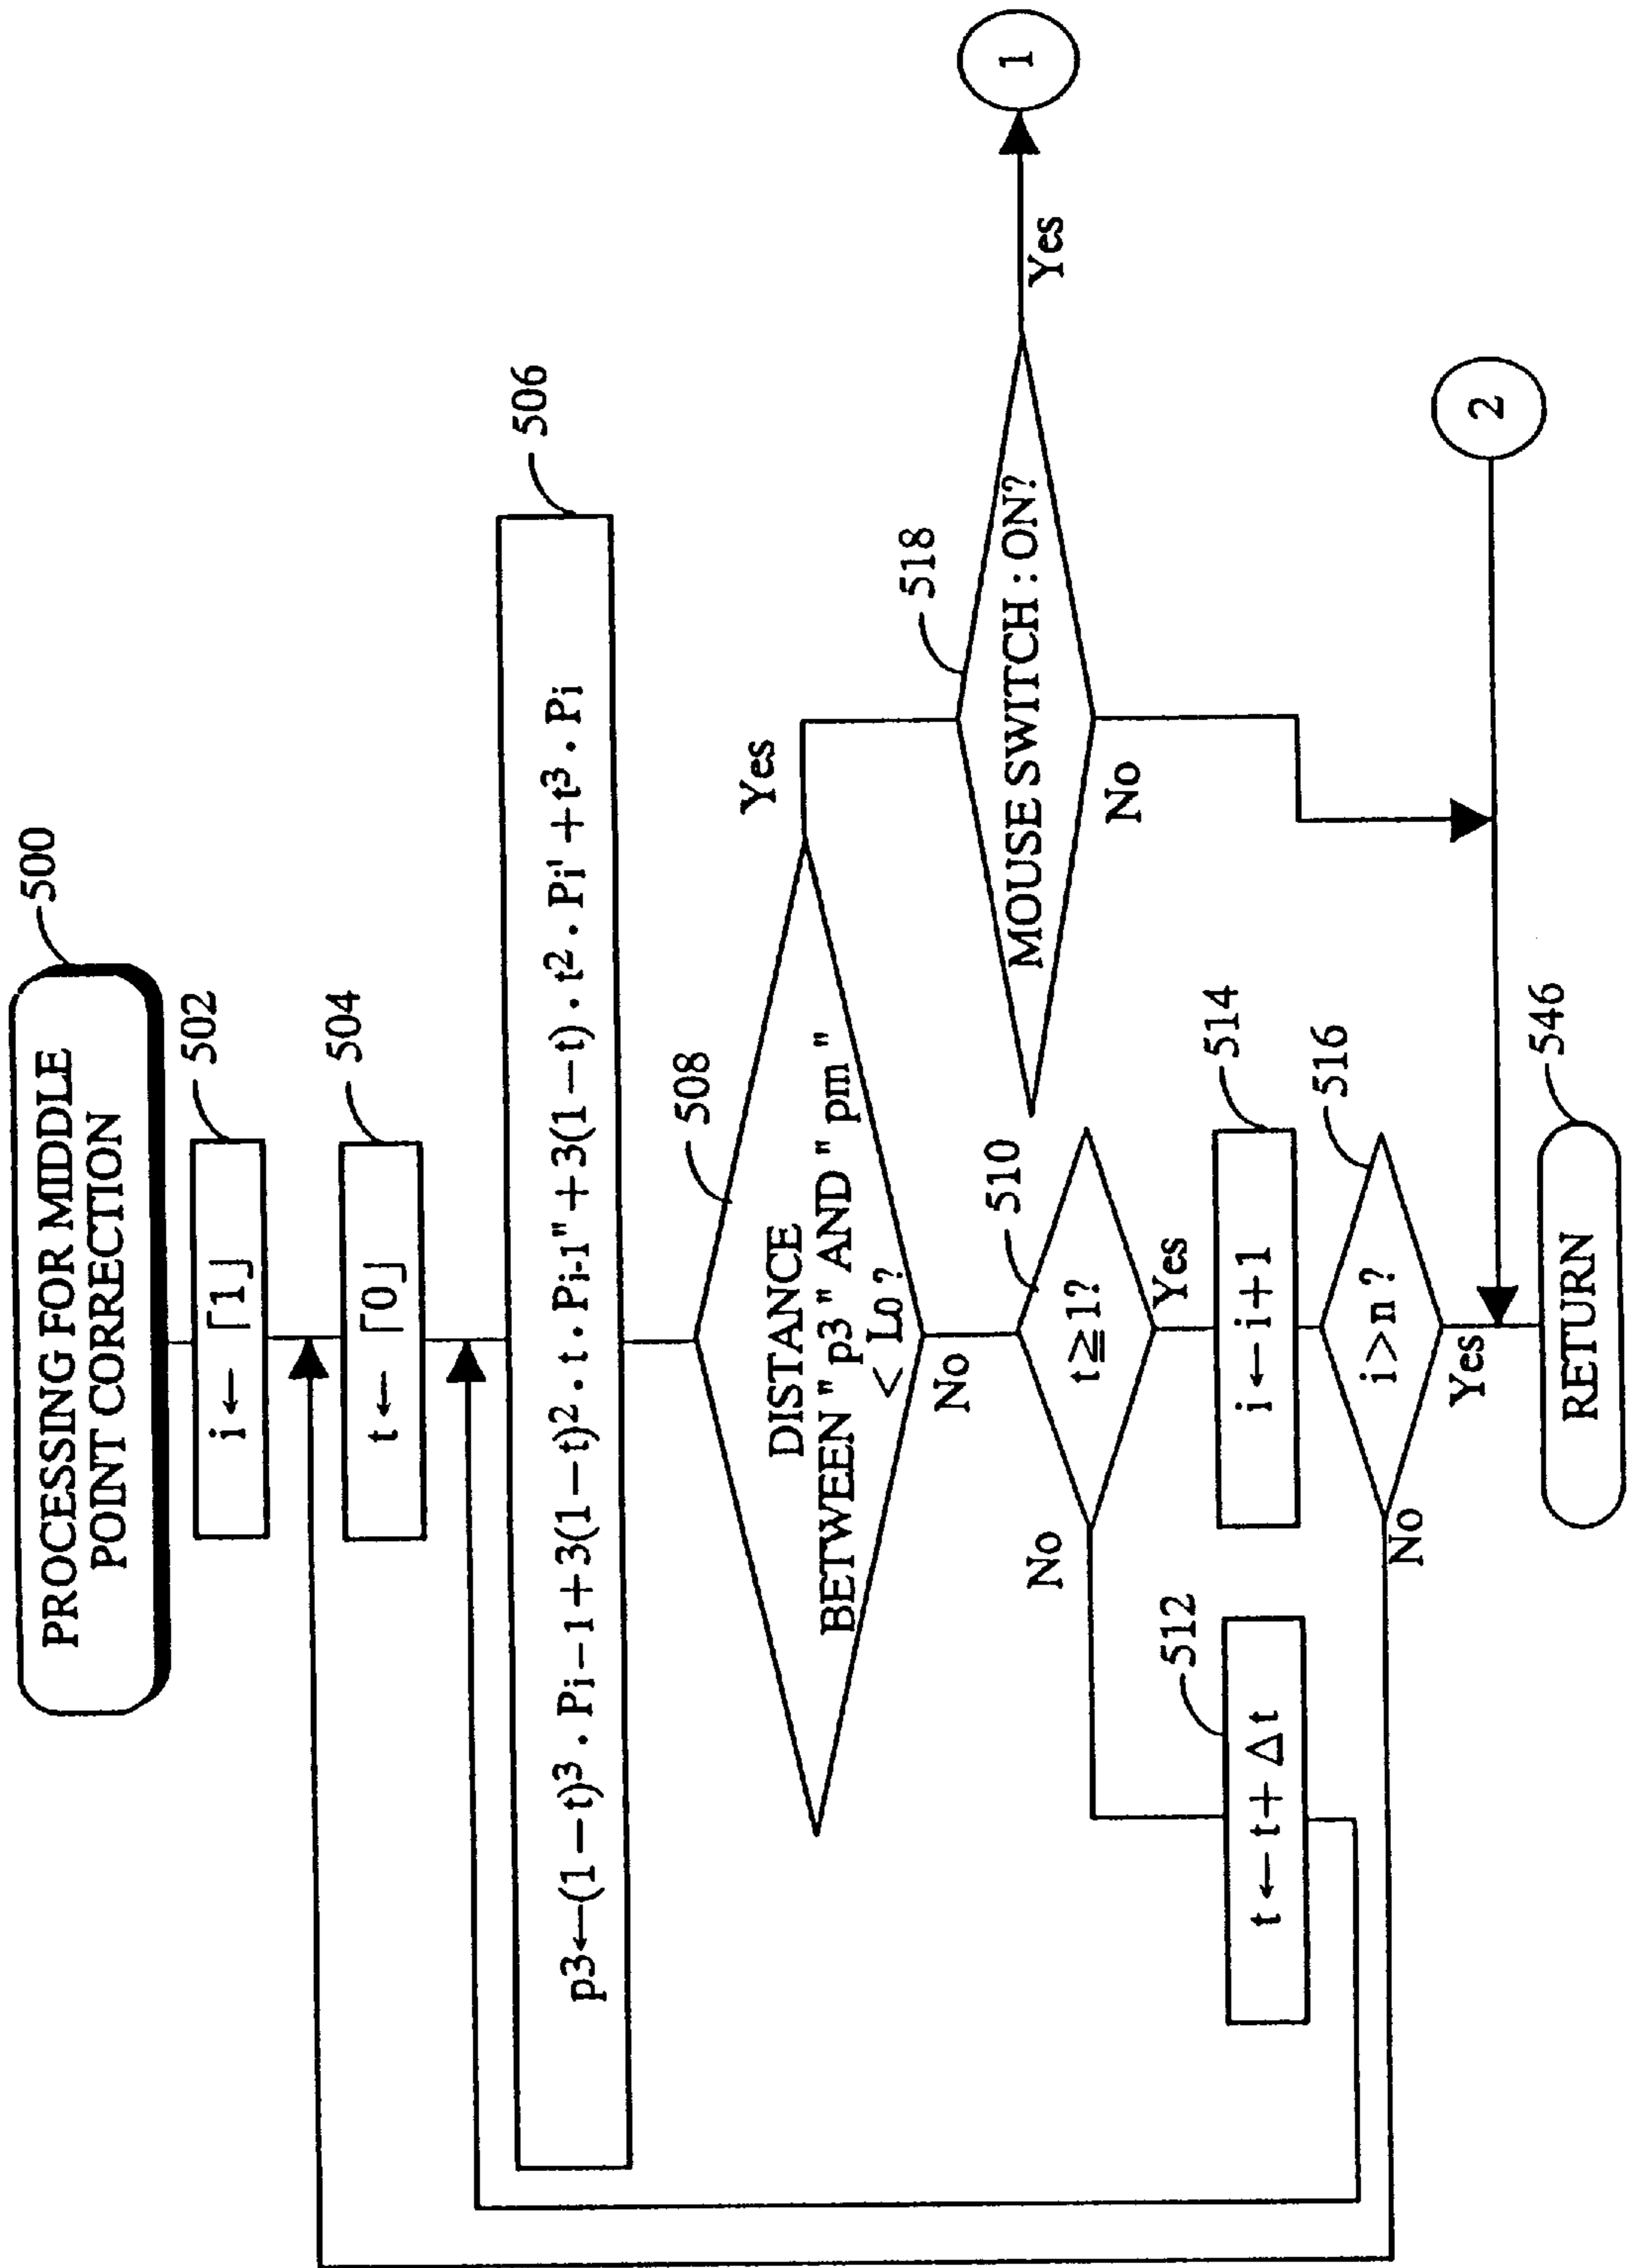 PROCESSING FOR MIDDLE
POINT CORRECTION
500
i ← ⌈1⌋
502
t ← ⌈0⌋
504
p3←(1−t)³・Pi−1+3(1−t)²・t・Pi-1"+3(1−t)・t²・Pi'+t³・Pi
506
DISTANCE
BETWEEN "p3" AND "pm"
< L0 ?
508
Yes
No
MOUSE SWITCH : ON?
518
Yes
No
1
t≧1?
510
No
Yes
t ← t + Δt
512
i ← i+1
514
i>n ?
516
No
Yes
2
RETURN
546